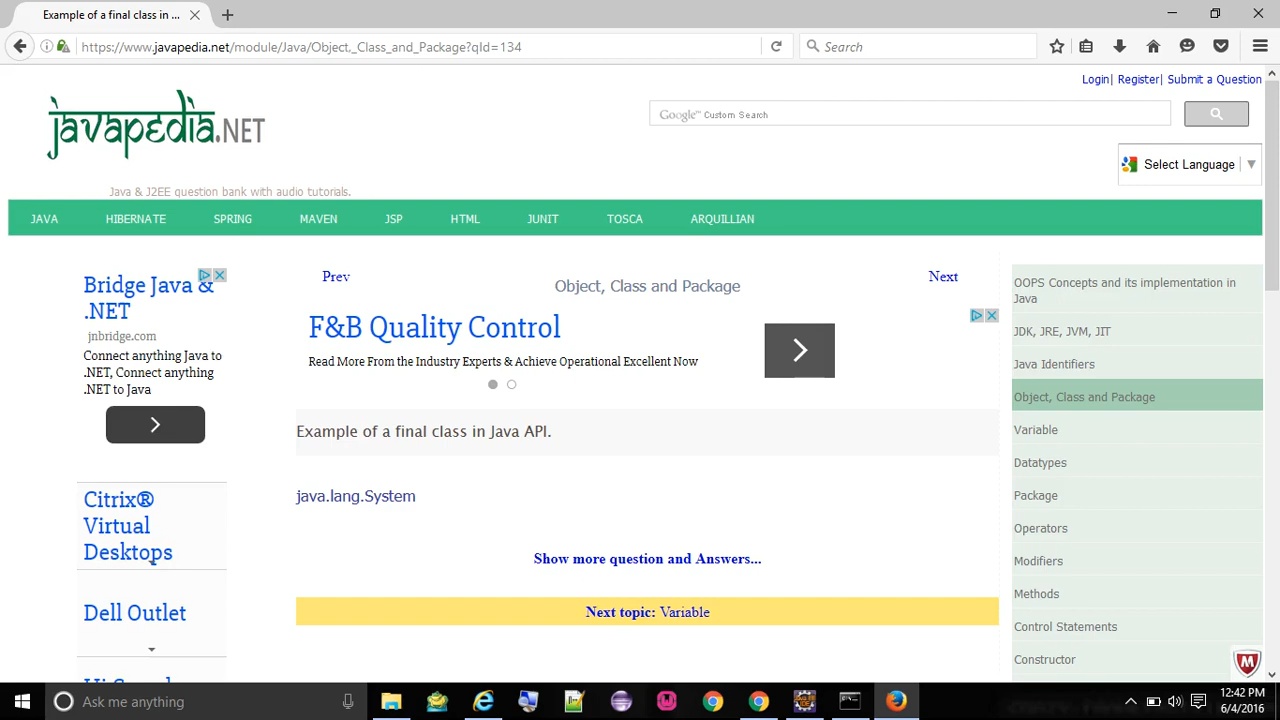 Example of a final class in ...
https://www.javapedia.net/module/Java/Object,_Class_and_Package?qId=134
Search
Login| Register| Submit a Question
javapedia.NET
Google™ Custom Search
Select Language
Java & J2EE question bank with audio tutorials.
JAVA HIBERNATE SPRING MAVEN JSP HTML JUNIT TOSCA ARQUILLIAN
Bridge Java &
.NET
jnbridge.com
Connect anything Java to
.NET, Connect anything
.NET to Java
Citrix®
Virtual
Desktops
Dell Outlet
Prev
Object, Class and Package
Next
F&B Quality Control
Read More From the Industry Experts & Achieve Operational Excellent Now
Example of a final class in Java API.
java.lang.System
Show more question and Answers...
Next topic: Variable
OOPS Concepts and its implementation in
Java
JDK, JRE, JVM, JIT
Java Identifiers
Object, Class and Package
Variable
Datatypes
Package
Operators
Modifiers
Methods
Control Statements
Constructor
Ask me anything
12:42 PM
6/4/2016